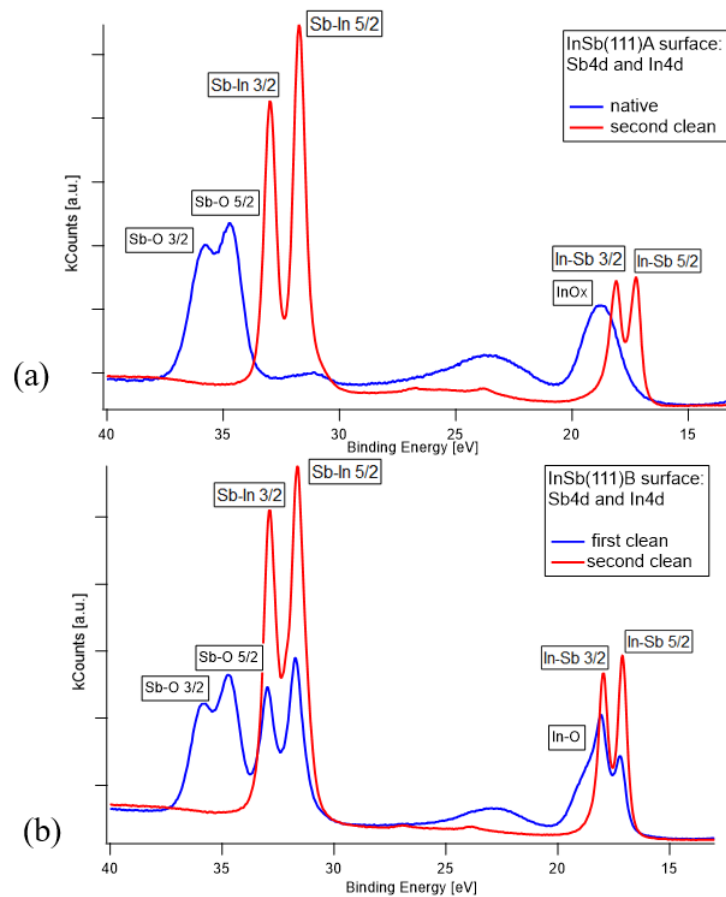 Sb-In 5/2
InSb(111)A surface:
Sb4d and In4d
native
second clean
Sb-In 3/2
Sb-O 5/2
Sb-O 3/2
In-Sb 3/2
In-Sb 5/2
InOx
kCounts [a.u.]
(a)
40
35
30
25
20
15
Binding Energy [eV]
Sb-In 5/2
InSb(111)B surface:
Sb4d and In4d
first clean
second clean
Sb-In 3/2
Sb-O 5/2
Sb-O 3/2
In-Sb 5/2
In-Sb 3/2
In-O
kCounts [a.u.]
(b)
40
35
30
25
20
15
Binding Energy [eV]